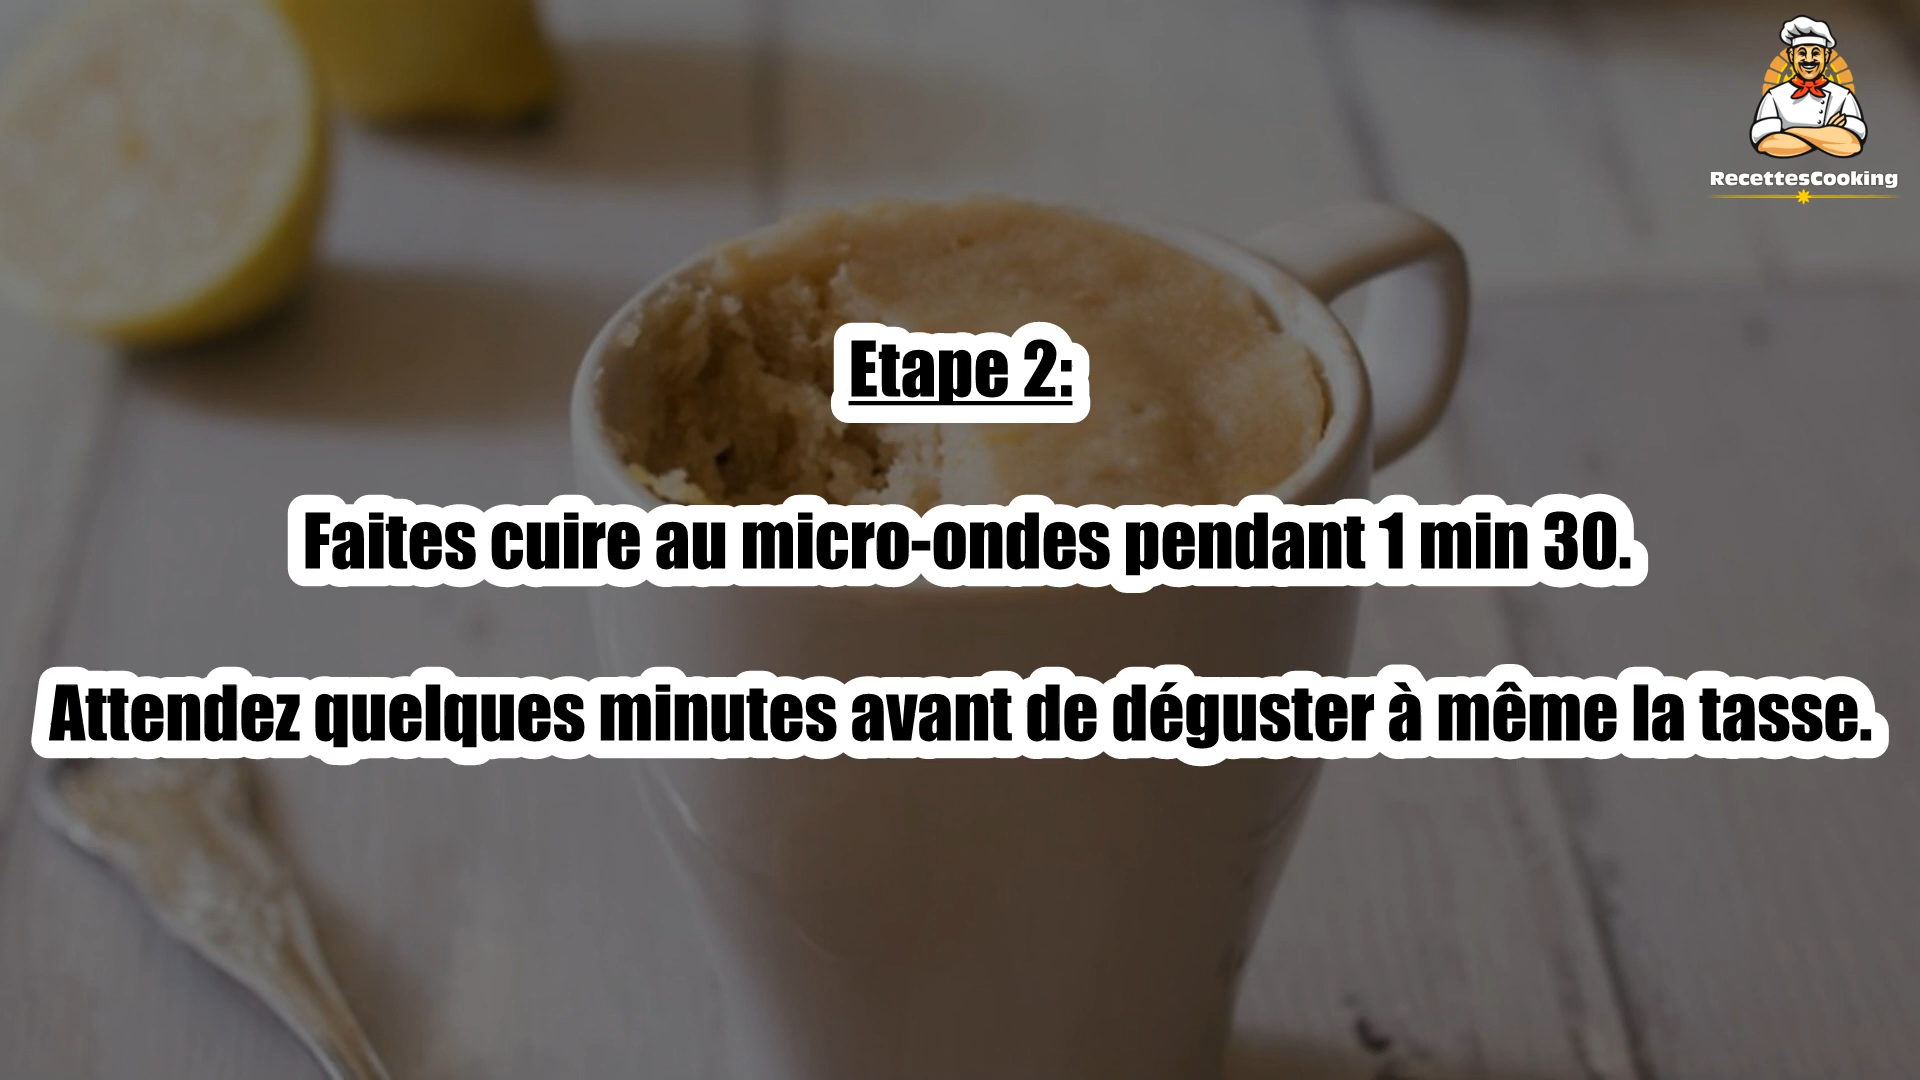 RecettesCooking
Etape 2:
Faites cuire au micro-ondes pendant 1 min 30.
Attendez quelques minutes avant de déguster à même la tasse.